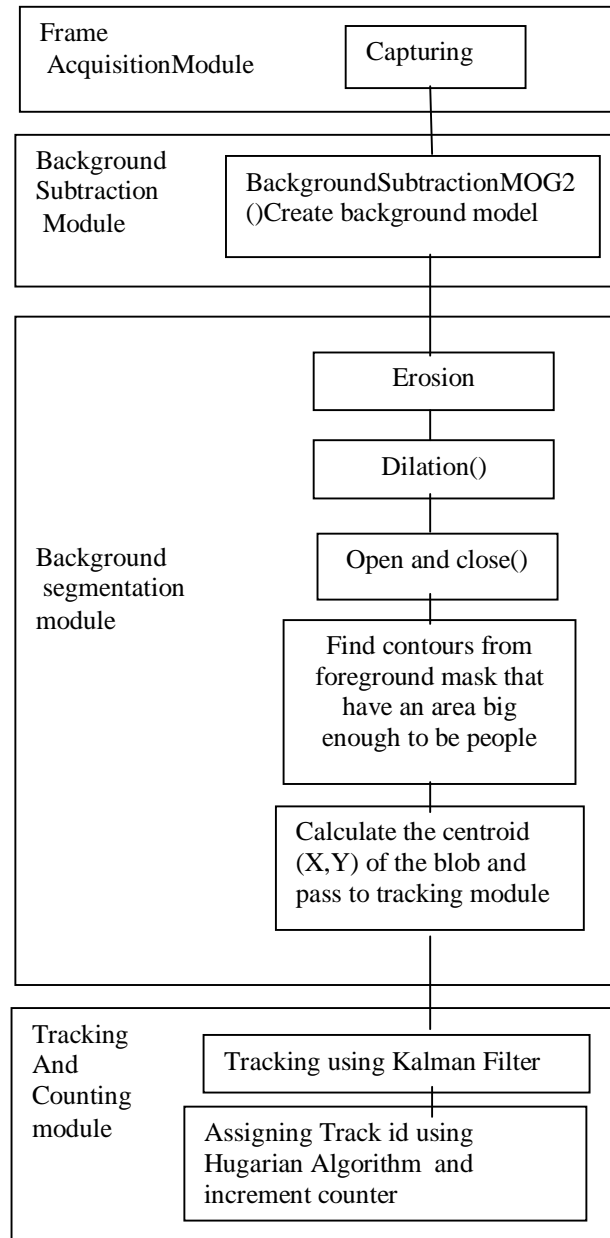 Frame
AcquisitionModule
Capturing
Background
Subtraction
Module
BackgroundSubtractionMOG2
()Create background model
Background
segmentation
module
Erosion
Dilation()
Open and close()
Find contours from
foreground mask that
have an area big
enough to be people
Calculate the centroid
(X,Y) of the blob and
pass to tracking module
Tracking
And
Counting
module
Tracking using Kalman Filter
Assigning Track id using
Hugarian Algorithm and
increment counter